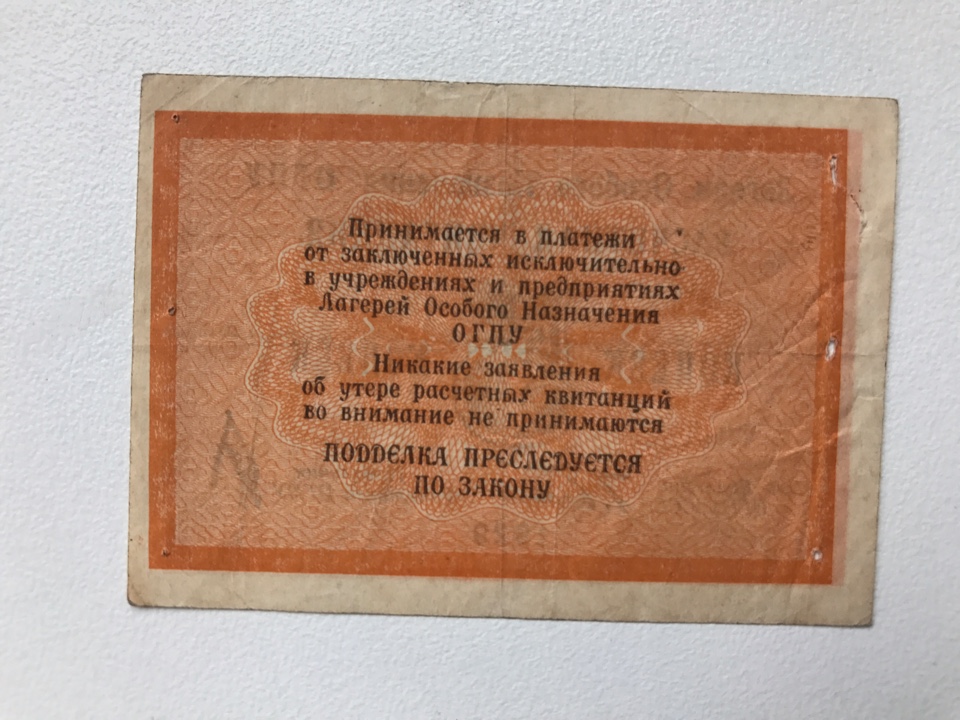 Принимается в платежи
от заключенных исключительно
в учреждениях и предприятиях
Лагерей Особого Назначения
ОГПУ
Никакие заявления
об утере расчетных квитанций
во внимание не принимаются
ПОДДЕЛКА ПРЕСЛЕДУЕТСЯ
ПО ЗАКОНУ